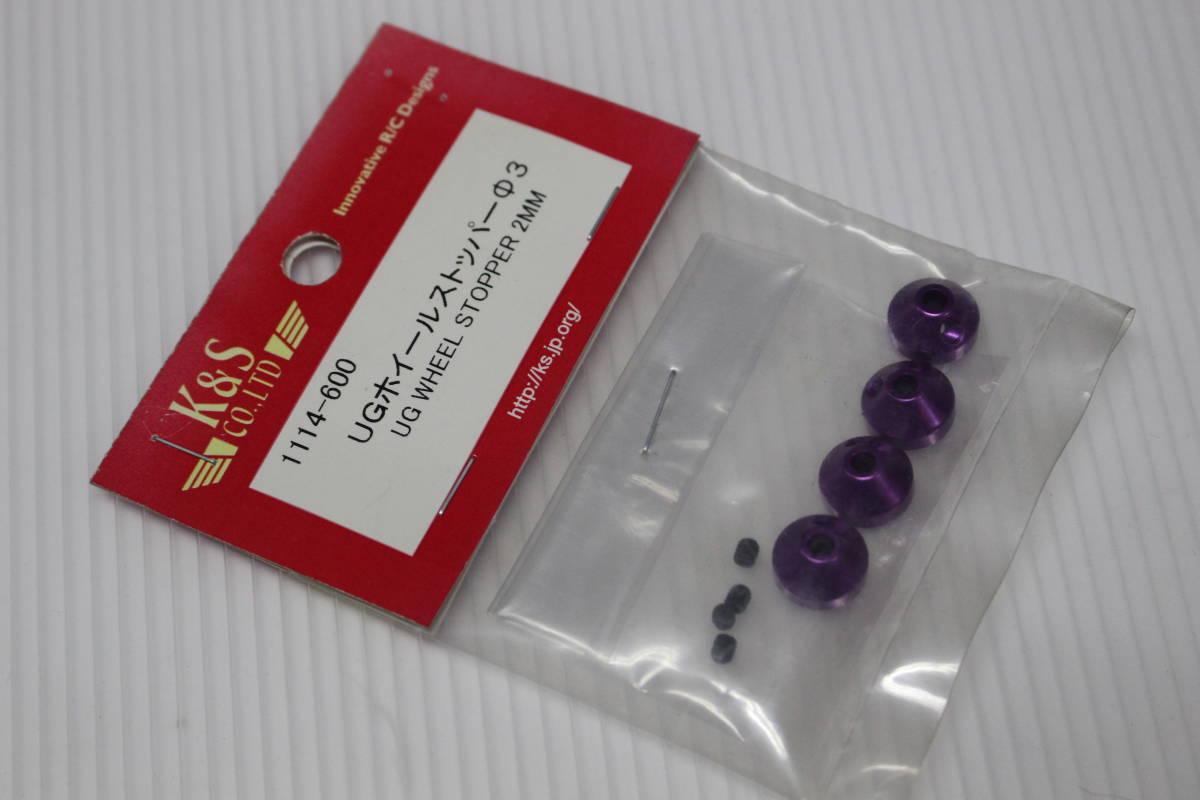 Innovative R/C Designs
K&S
CO.,LTD
1114-600
UGホイールストッパーΦ3
UG WHEEL STOPPER 2MM
http://ks.jp.org/